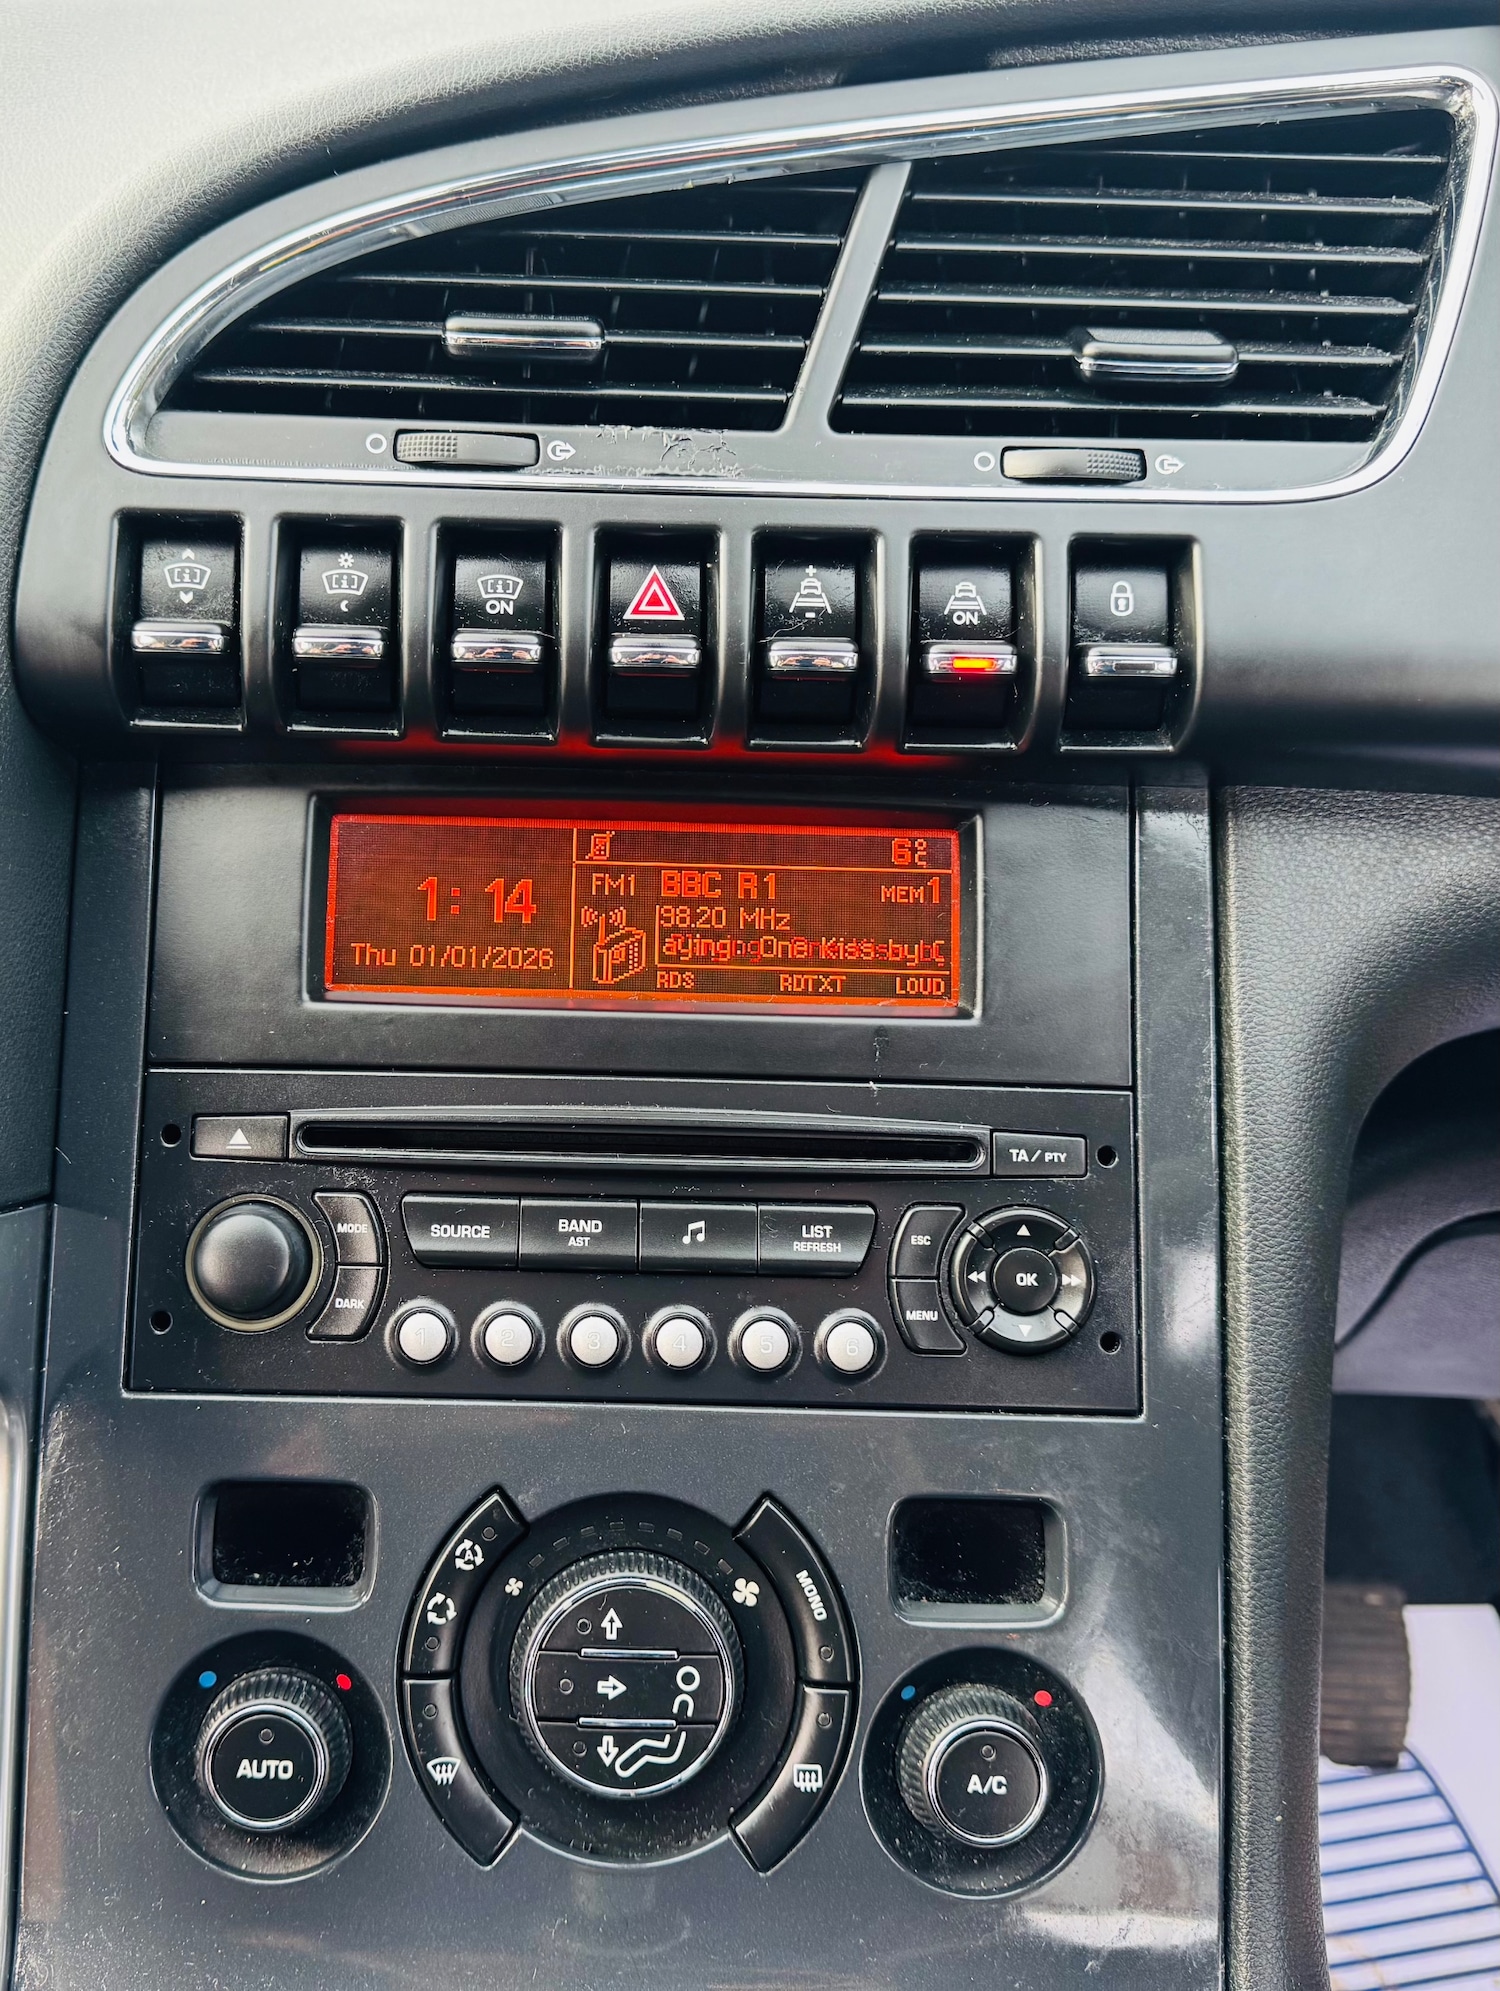 ON
ON
6°C
1:14
FM1 BBC R1 MEM1
98.20 MHz
Thu 01/01/2026
RDS RDTXT LOUD
TA / PTY
MODE
SOURCE
BAND
AST
LIST
REFRESH
ESC
OK
DARK
MENU
1 2 3 4 5 6
A
MONO
AUTO
A/C